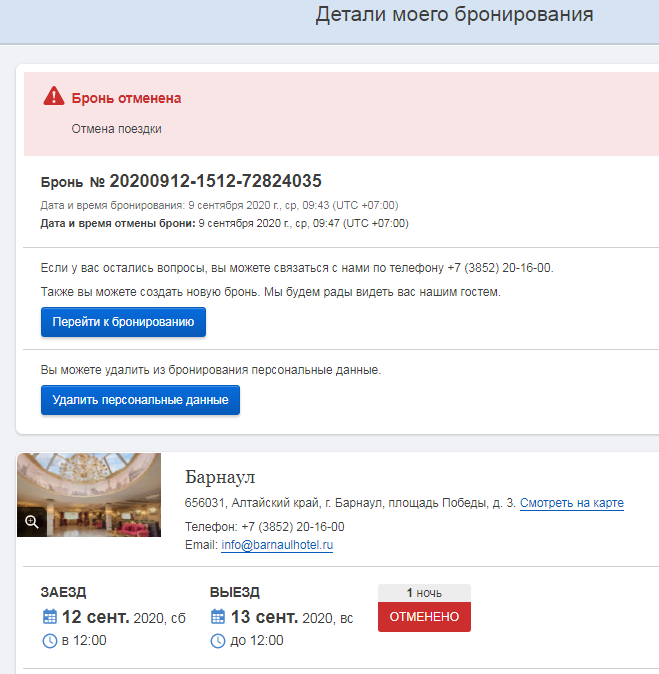 Детали моего бронирования
Бронь отменена
Отмена поездки
Бронь № 20200912-1512-72824035
Дата и время бронирования: 9 сентября 2020 г., ср, 09:43 (UTC +07:00)
Дата и время отмены брони: 9 сентября 2020 г., ср, 09:47 (UTC +07:00)
Если у вас остались вопросы, вы можете связаться с нами по телефону +7 (3852) 20-16-00.
Также вы можете создать новую бронь. Мы будем рады видеть вас нашим гостем.
Перейти к бронированию
Вы можете удалить из бронирования персональные данные.
Удалить персональные данные
Барнаул
656031, Алтайский край, г. Барнаул, площадь Победы, д. 3. Смотреть на карте
Телефон: +7 (3852) 20-16-00
Email: info@barnaulhotel.ru
ЗАЕЗД
12 сент. 2020, сб
в 12:00
ВЫЕЗД
13 сент. 2020, вс
до 12:00
1 ночь
ОТМЕНЕНО